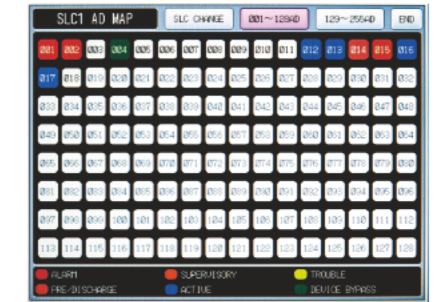 SLC1 AD MAP SLC CHANGE 001~128AD 129~255AD END
001 002 003 004 005 006 007 008 009 010 011 012 013 014 015 016
017 018 019 020 021 022 023 024 025 026 027 028 029 030 031 032
033 034 035 036 037 038 039 040 041 042 043 044 045 046 047 048
049 050 051 052 053 054 055 056 057 058 059 060 061 062 063 064
065 066 067 068 069 070 071 072 073 074 075 076 077 078 079 080
081 082 083 084 085 086 087 088 089 090 091 092 093 094 095 096
097 098 099 100 101 102 103 104 105 106 107 108 109 110 111 112
113 114 115 116 117 118 119 120 121 122 123 124 125 126 127 128
ALARM SUPERVISORY TROUBLE
PRE/DISCHARGE ACTIVE DEVICE BYPASS